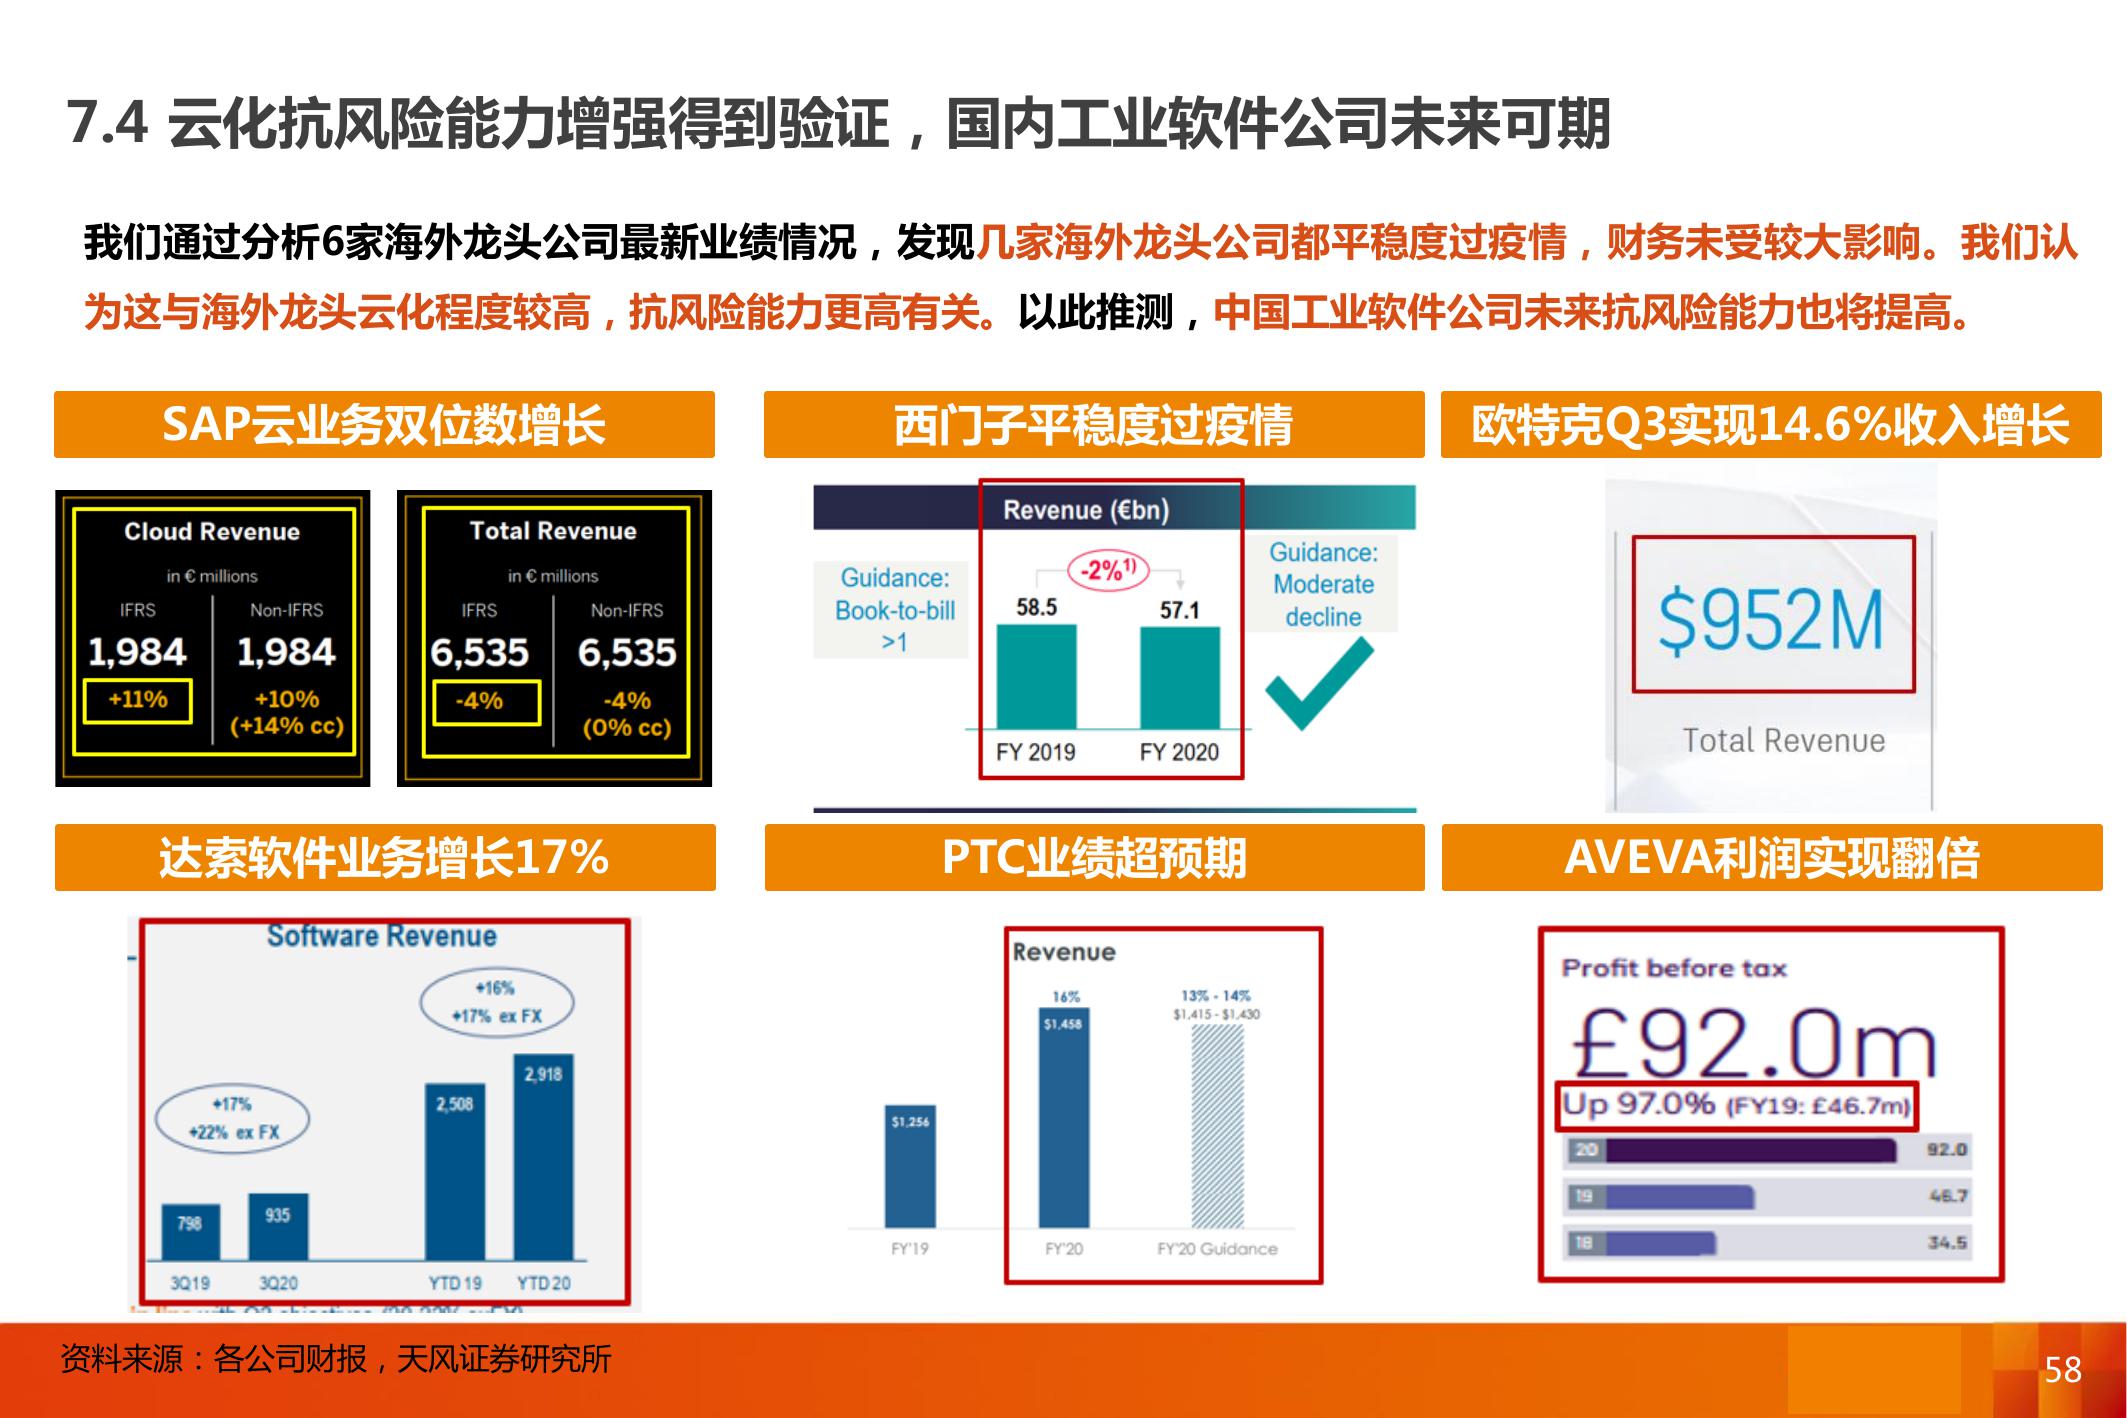 7.4 云化抗风险能力增强得到验证，国内工业软件公司未来可期
我们通过分析6家海外龙头公司最新业绩情况，发现几家海外龙头公司都平稳度过疫情，财务未受较大影响。我们认
为这与海外龙头云化程度较高，抗风险能力更高有关。以此推测，中国工业软件公司未来抗风险能力也将提高。
SAP云业务双位数增长
Cloud Revenue
in € millions
IFRS
Non-IFRS
1,984
1,984
+11%
+10%
(+14% cc)
Total Revenue
in € millions
IFRS
Non-IFRS
6,535
6,535
-4%
-4%
(0% cc)
西门子平稳度过疫情
Revenue (€bn)
Guidance:
Book-to-bill
>1
-2%1)
58.5
57.1
FY 2019
FY 2020
Guidance:
Moderate
decline
欧特克Q3实现14.6%收入增长
$952M
Total Revenue
达索软件业务增长17%
Software Revenue
+16%
+17% ex FX
+17%
+22% ex FX
798
935
2,508
2,918
3Q19
3Q20
YTD 19
YTD 20
PTC业绩超预期
Revenue
16%
13% - 14%
$1,415 - $1,430
$1,458
$1,256
FY'19
FY'20
FY'20 Guidance
AVEVA利润实现翻倍
Profit before tax
£92.0m
Up 97.0% (FY19: £46.7m)
20 92.0
19 46.7
18 34.5
资料来源：各公司财报，天风证券研究所
58